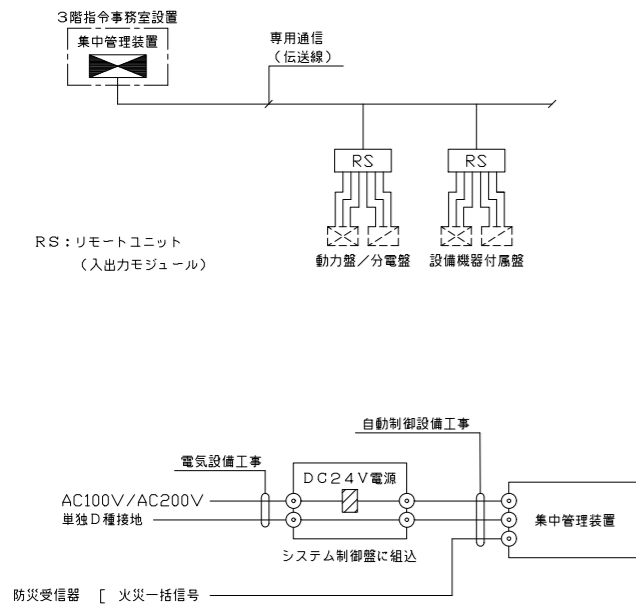 ３階指令事務室設置
集中管理装置
専用通信
（伝送線）
ＲＳ
ＲＳ
ＲＳ：リモートユニット
（入出力モジュール）
動力盤／分電盤
設備機器付属盤
自動制御設備工事
電気設備工事
ＤＣ２４Ｖ電源
AC100V/AC200V
単独Ｄ種接地
集中管理装置
システム制御盤に組込
防災受信器 [ 火災一括信号